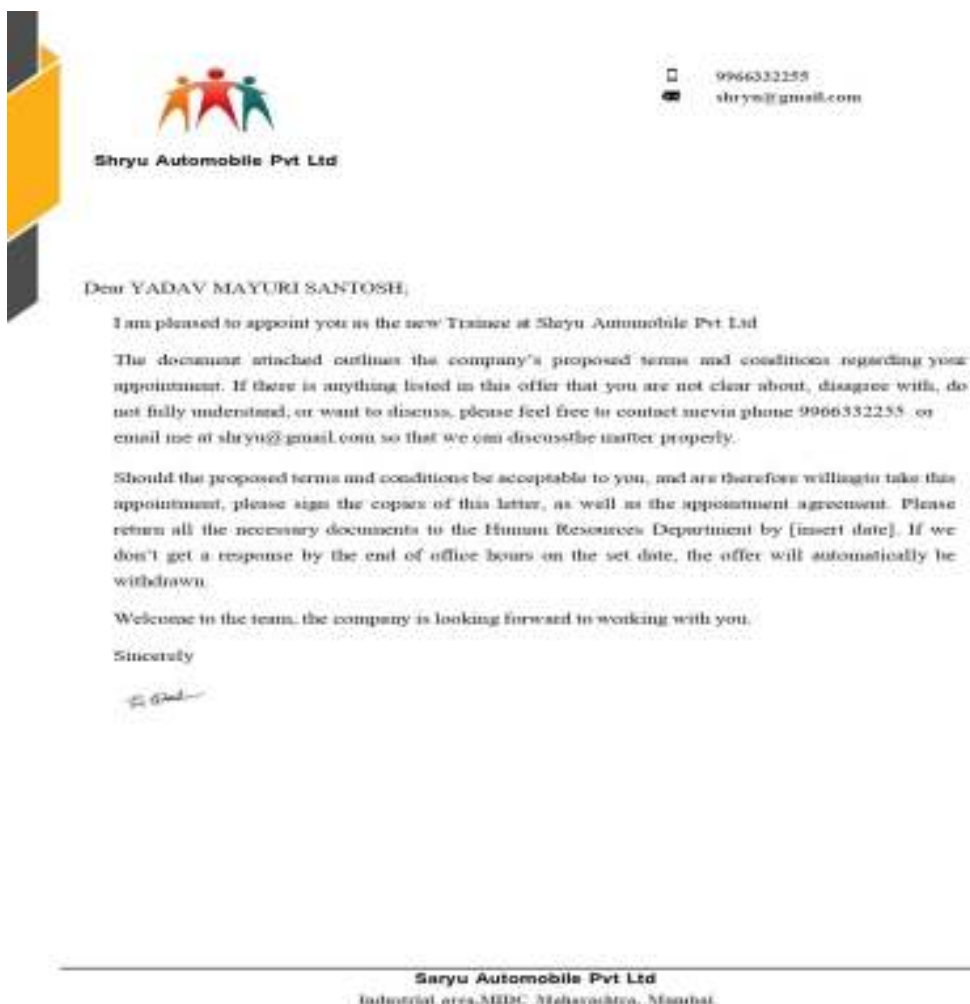 9966332255
shryu@gmail.com
Shryu Automobile Pvt Ltd
Dear YADAV MAYURI SANTOSH,
I am pleased to appoint you as the new Trainee at Shryu Automobile Pvt Ltd
The document attached outlines the company's proposed terms and conditions regarding your
appointment. If there is anything listed in this offer that you are not clear about, disagree with, do
not fully understand, or want to discuss, please feel free to contact mevia phone 9966332255 or
email me at shryu@gmail.com so that we can discussthe matter properly.
Should the proposed terms and conditions be acceptable to you, and are therefore willingto take this
appointment, please sign the copies of this letter, as well as the appointment agreement. Please
return all the necessary documents to the Human Resources Department by [insert date]. If we
don't get a response by the end of office hours on the set date, the offer will automatically be
withdrawn.
Welcome to the team, the company is looking forward to working with you.
Sincerely
Saryu Automobile Pvt Ltd
Industrial area,MIDC Maharashtra, Mumbai